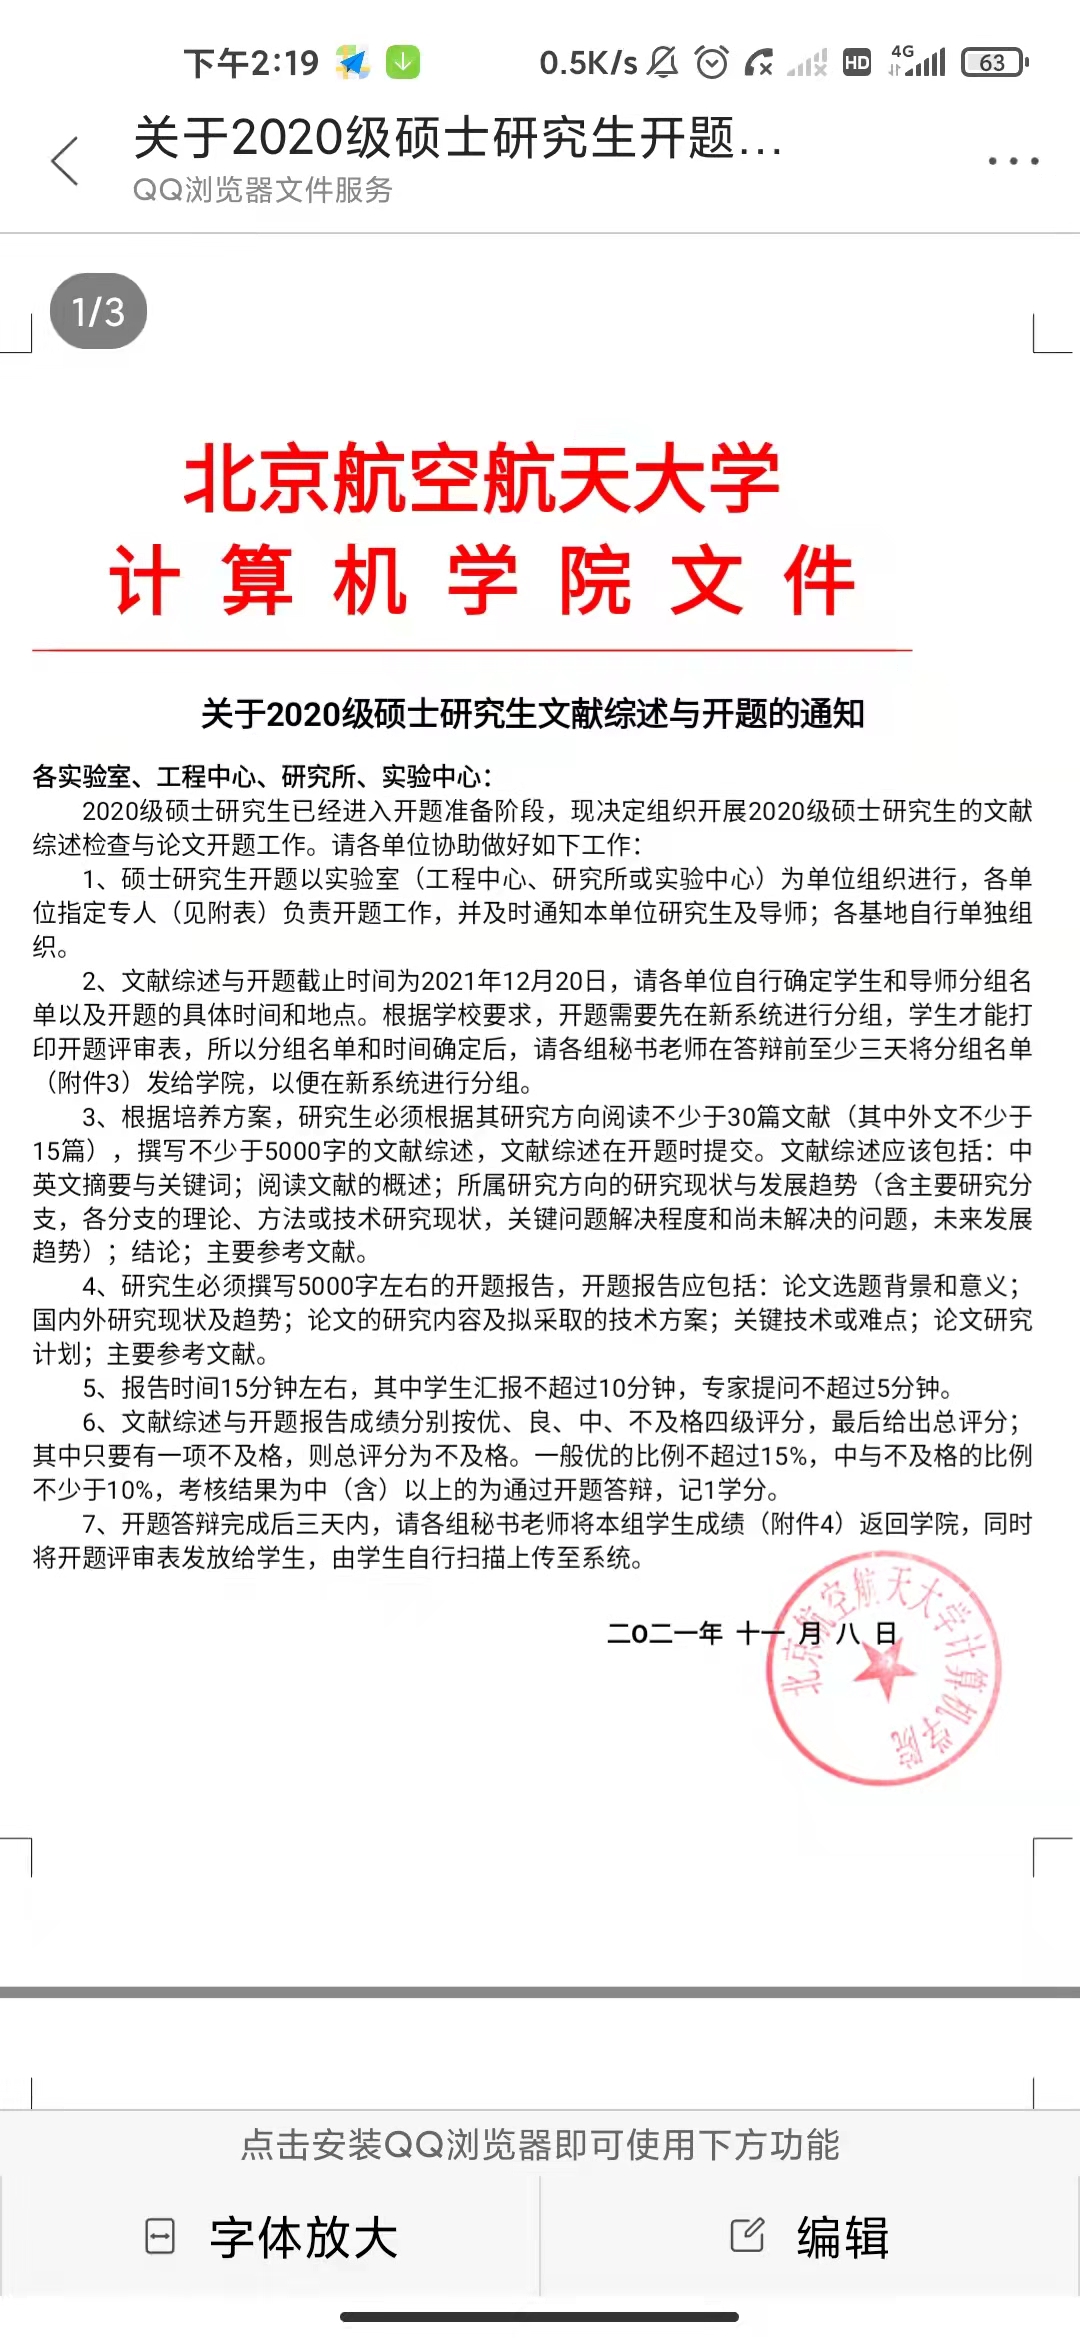 下午2:19 0.5K/s HD 4G 63
关于2020级硕士研究生开题...
QQ浏览器文件服务
1/3
北京航空航天大学
计算机学院文件
关于2020级硕士研究生文献综述与开题的通知
各实验室、工程中心、研究所、实验中心：
2020级硕士研究生已经进入开题准备阶段，现决定组织开展2020级硕士研究生的文献
综述检查与论文开题工作。请各单位协助做好如下工作：
1、硕士研究生开题以实验室（工程中心、研究所或实验中心）为单位组织进行，各单
位指定专人（见附表）负责开题工作，并及时通知本单位研究生及导师；各基地自行单独组
织。
2、文献综述与开题截止时间为2021年12月20日，请各单位自行确定学生和导师分组名
单以及开题的具体时间和地点。根据学校要求，开题需要先在新系统进行分组，学生才能打
印开题评审表，所以分组名单和时间确定后，请各组秘书老师在答辩前至少三天将分组名单
（附件3）发给学院，以便在新系统进行分组。
3、根据培养方案，研究生必须根据其研究方向阅读不少于30篇文献（其中外文不少于
15篇），撰写不少于5000字的文献综述，文献综述在开题时提交。文献综述应该包括：中
英文摘要与关键词；阅读文献的概述；所属研究方向的研究现状与发展趋势（含主要研究分
支，各分支的理论、方法或技术研究现状，关键问题解决程度和尚未解决的问题，未来发展
趋势）；结论；主要参考文献。
4、研究生必须撰写5000字左右的开题报告，开题报告应包括：论文选题背景和意义；
国内外研究现状及趋势；论文的研究内容及拟采取的技术方案；关键技术或难点；论文研究
计划；主要参考文献。
5、报告时间15分钟左右，其中学生汇报不超过10分钟，专家提问不超过5分钟。
6、文献综述与开题报告成绩分别按优、良、中、不及格四级评分，最后给出总评分；
其中只要有一项不及格，则总评分为不及格。一般优的比例不超过15%，中与不及格的比例
不少于10%，考核结果为中（含）以上的为通过开题答辩，记1学分。
7、开题答辩完成后三天内，请各组秘书老师将本组学生成绩（附件4）返回学院，同时
将开题评审表发放给学生，由学生自行扫描上传至系统。
二O二一年 十一 月 八 日
北京航空航天大学计算机学院
点击安装QQ浏览器即可使用下方功能
字体放大
编辑